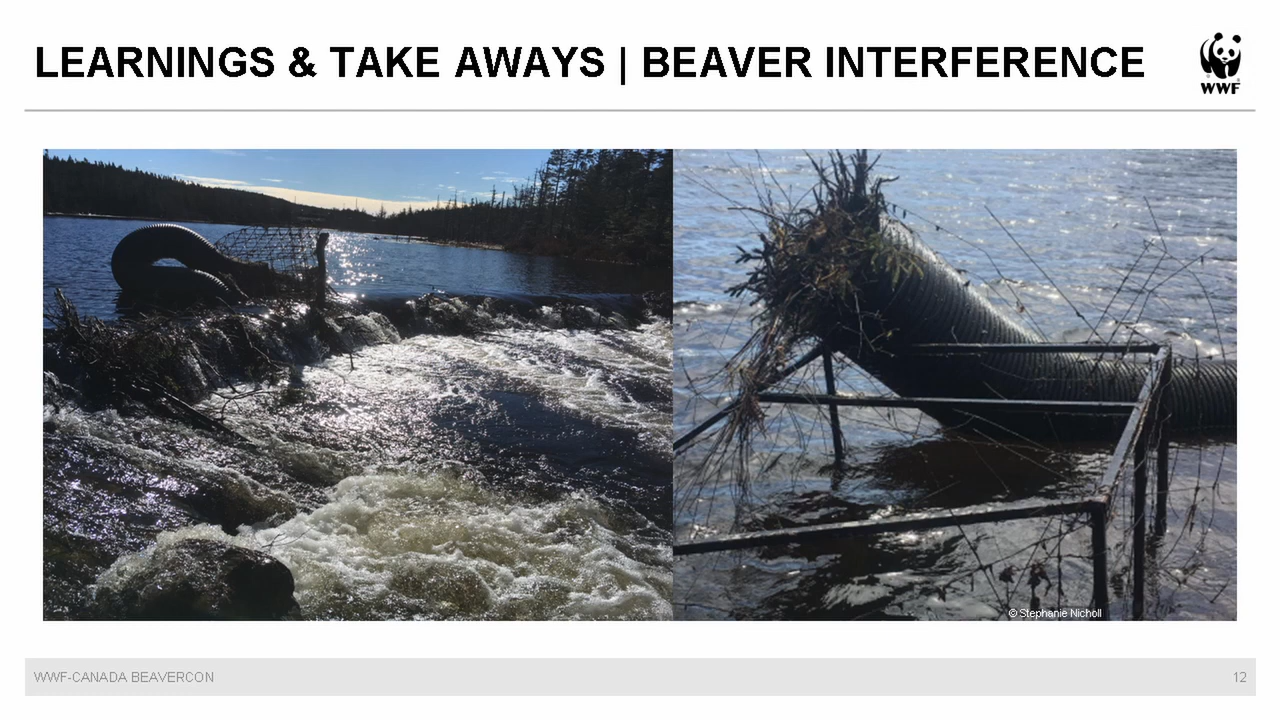 LEARNINGS & TAKE AWAYS | BEAVER INTERFERENCE
WWF
© Stephanie Nicholl
WWF-CANADA BEAVERCON
12